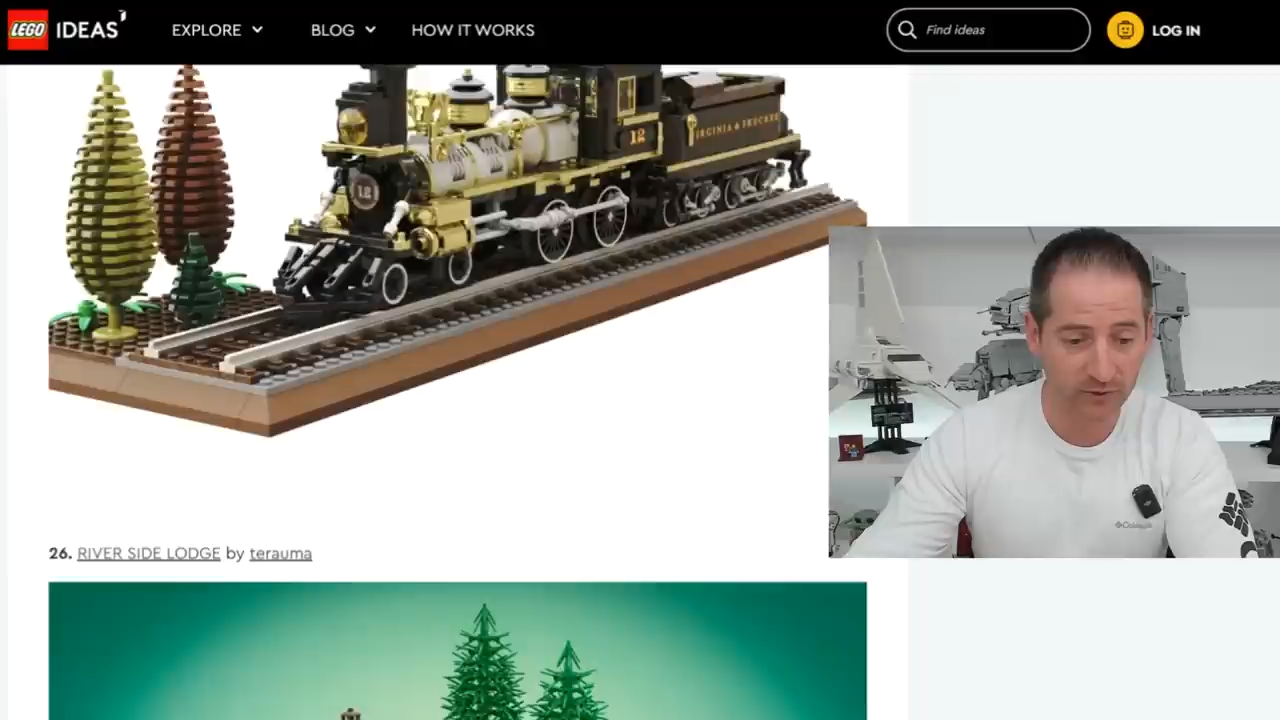 LEGO IDEAS EXPLORE BLOG HOW IT WORKS Find ideas LOG IN
12
12
26. RIVER SIDE LODGE by terauma
Columbia